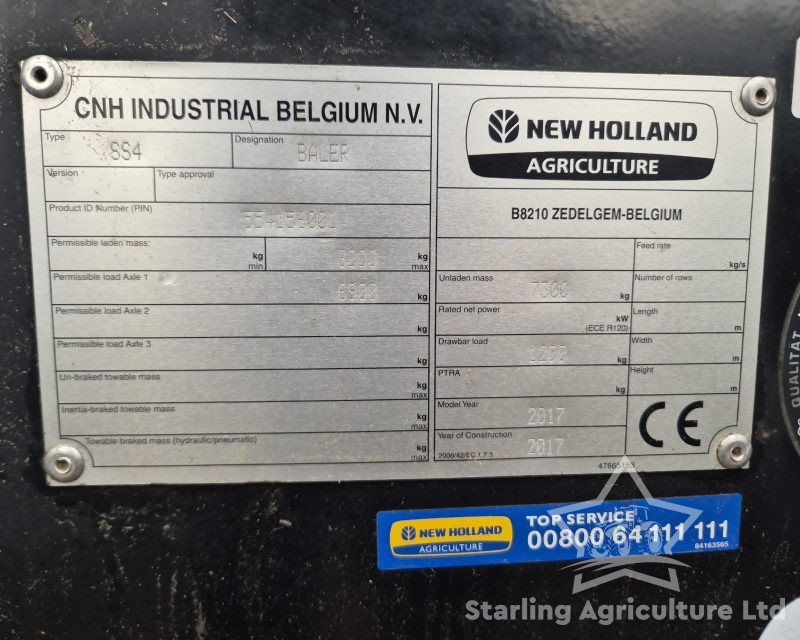 CNH INDUSTRIAL BELGIUM N.V.
Type SS4
Designation BALER
Version
Type approval
Product ID Number (PIN)
Permissible laden mass: kg min 8000 kg max
Permissible load Axle 1 6900 kg
Permissible load Axle 2 kg
Permissible load Axle 3 kg
Un-braked towable mass kg max
Inertia-braked towable mass kg max
Towable braked mass (hydraulic/pneumatic) kg max
NEW HOLLAND
AGRICULTURE
B8210 ZEDELGEM-BELGIUM
Feed rate kg/s
Unladen mass 7500 kg
Number of rows
Rated net power kW (ECE R120)
Length m
Drawbar load 1200 kg
Width m
PTRA kg
Height m
Model Year 2017
Year of Construction 2017
2006/42/EC 1.7.3
CE
NEW HOLLAND
AGRICULTURE
TOP SERVICE
00800 64 111 111
84163565
QUALITAT
Starling Agriculture Ltd